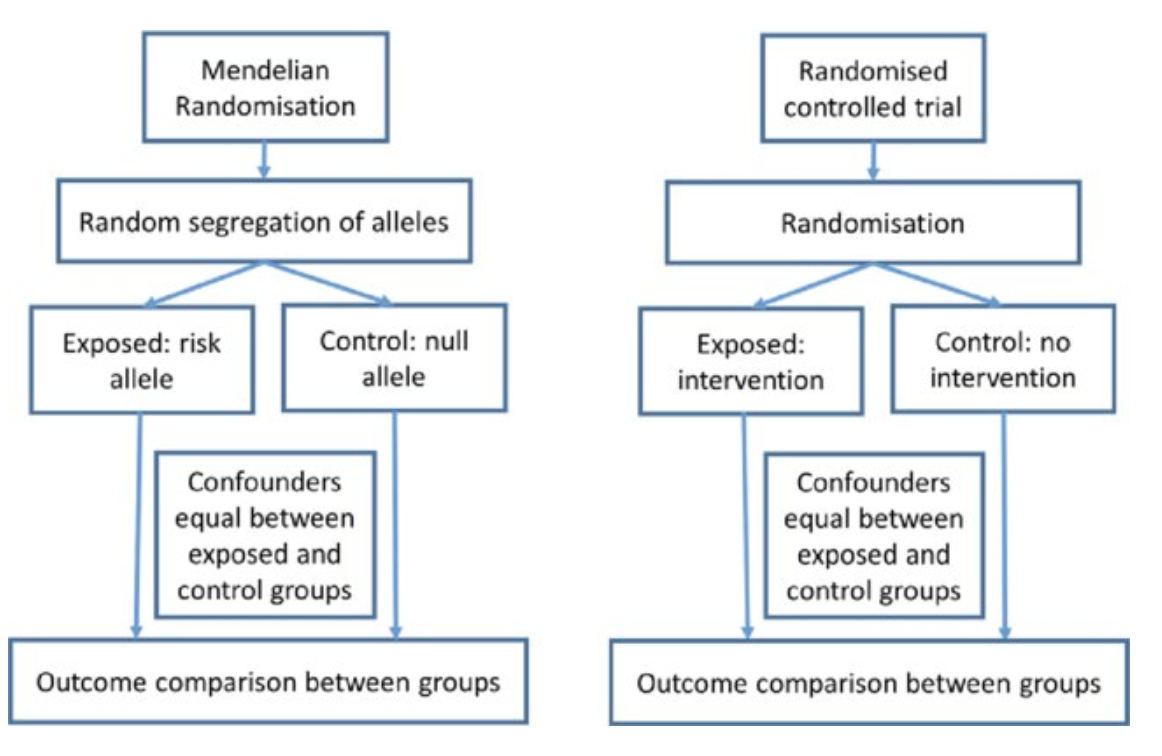 Mendelian
Randomisation
Random segregation of alleles
Exposed: risk
allele
Control: null
allele
Confounders
equal between
exposed and
control groups
Outcome comparison between groups
Randomised
controlled trial
Randomisation
Exposed:
intervention
Control: no
intervention
Confounders
equal between
exposed and
control groups
Outcome comparison between groups